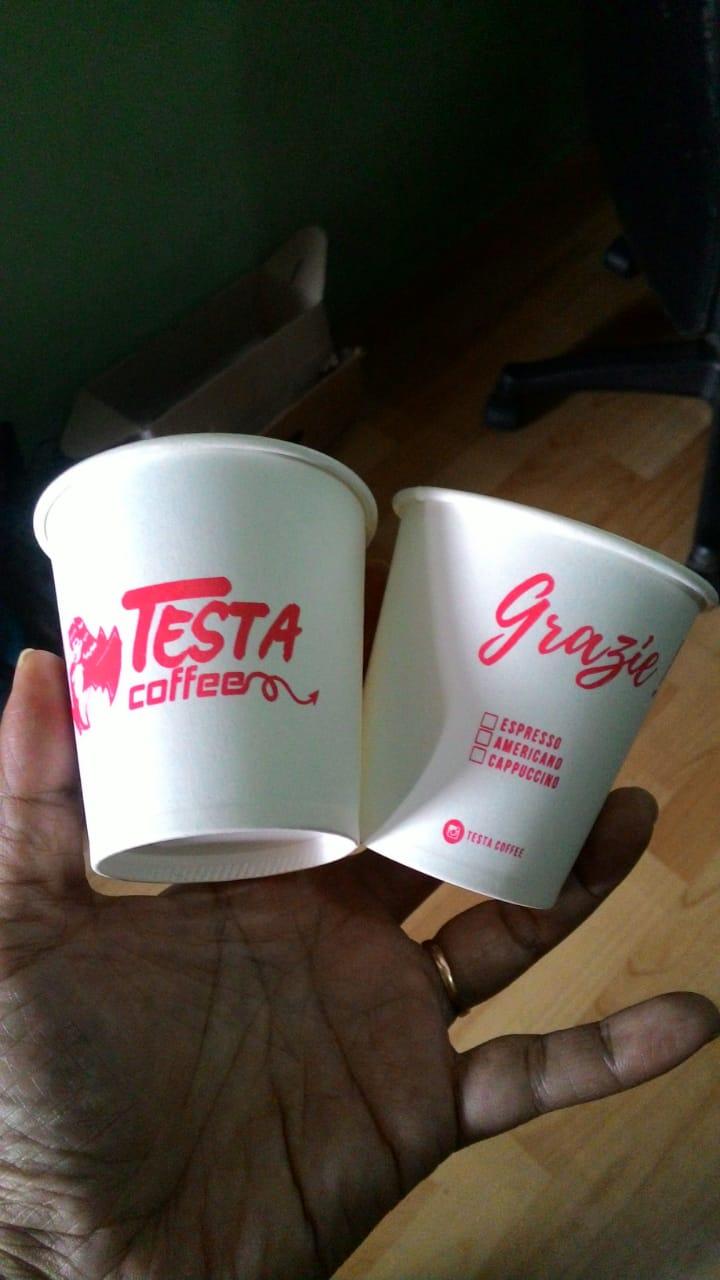 TESTA
coffee
Grazie
ESPRESSO
AMERICANO
CAPPUCCINO
TESTA COFFEE